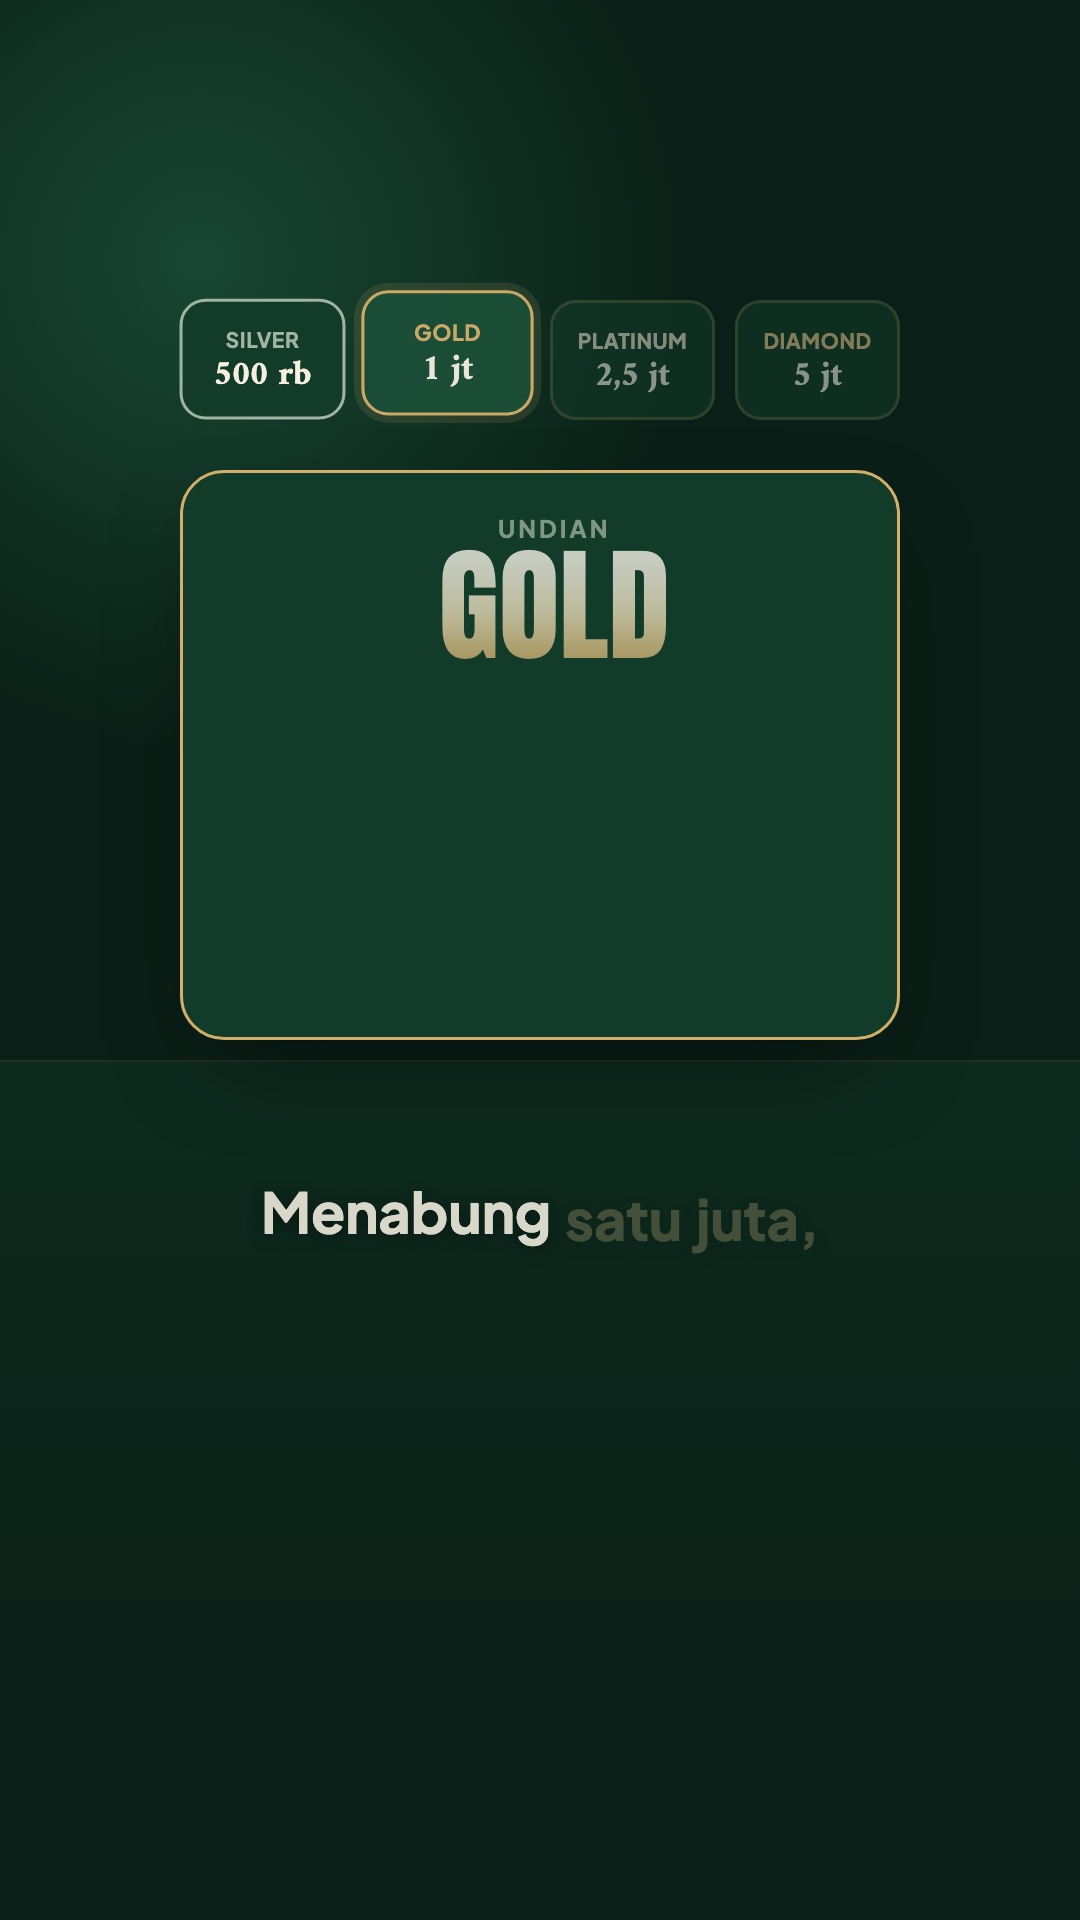 SILVER
500 rb
GOLD
1 jt
PLATINUM
2,5 jt
DIAMOND
5 jt
UNDIAN
GOLD
Menabung satu juta,